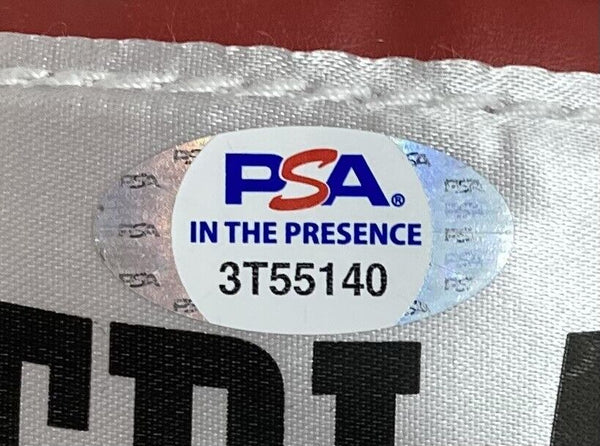 PSA®
IN THE PRESENCE
3T55140